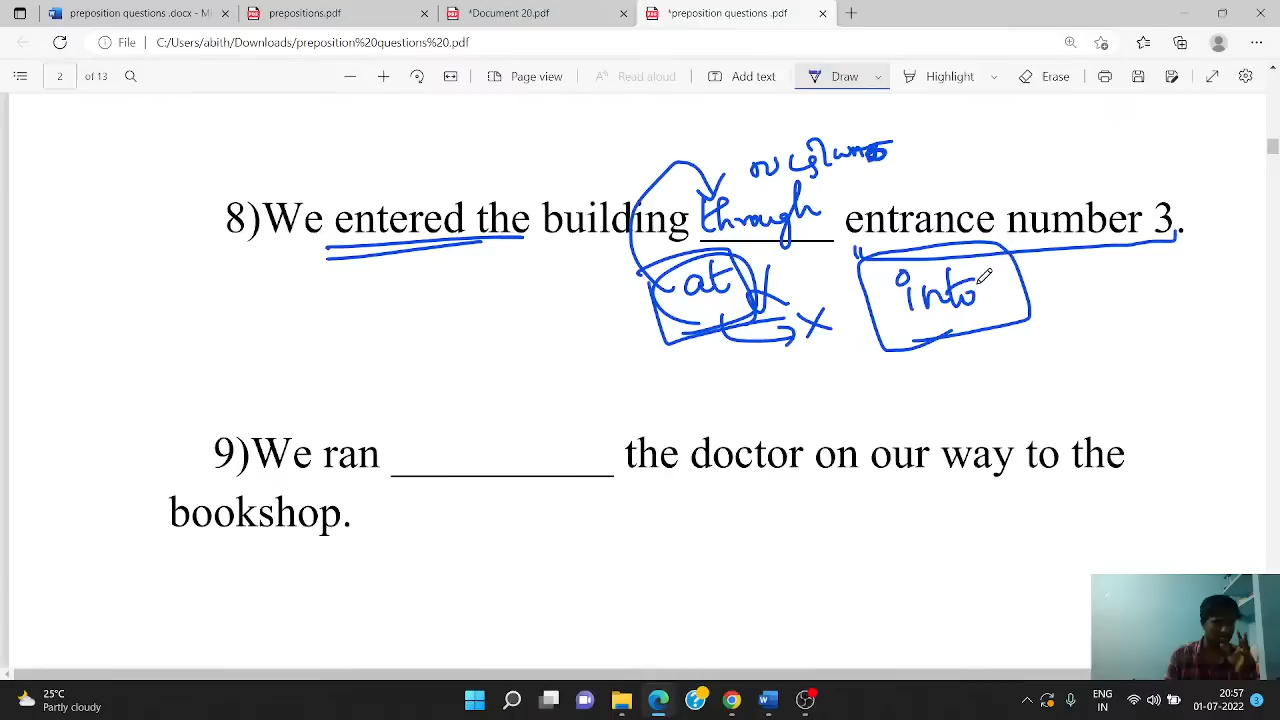 preposition questions .docx - Mi
prepositions.pdf
*Document 20.pdf
*preposition questions .pdf
File
C:/Users/abith/Downloads/preposition%20questions%20.pdf
2 of 13
Page view
Read aloud
Add text
Draw
Highlight
Erase
8)We entered the building through entrance number 3.
at x
into
9)We ran ____________ the doctor on our way to the
bookshop.
25°C
Partly cloudy
ENG
IN
20:57
01-07-2022
3